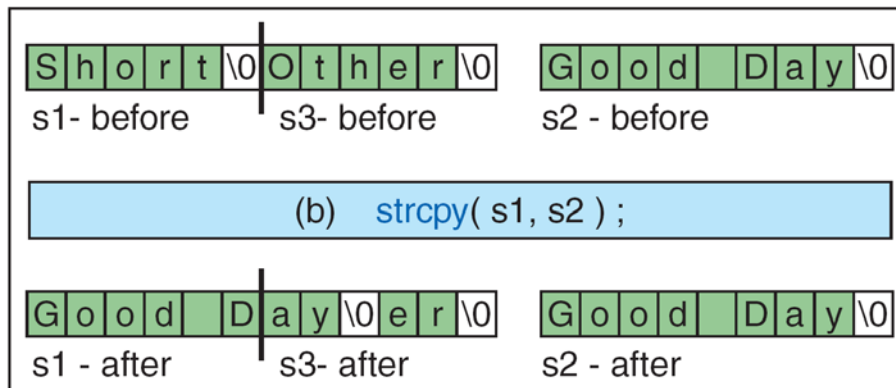 Short\0Other\0 Good Day\0
s1- before s3- before s2 - before
(b) strcpy( s1, s2 ) ;
Good Day\0er\0 Good Day\0
s1 - after s3- after s2 - after